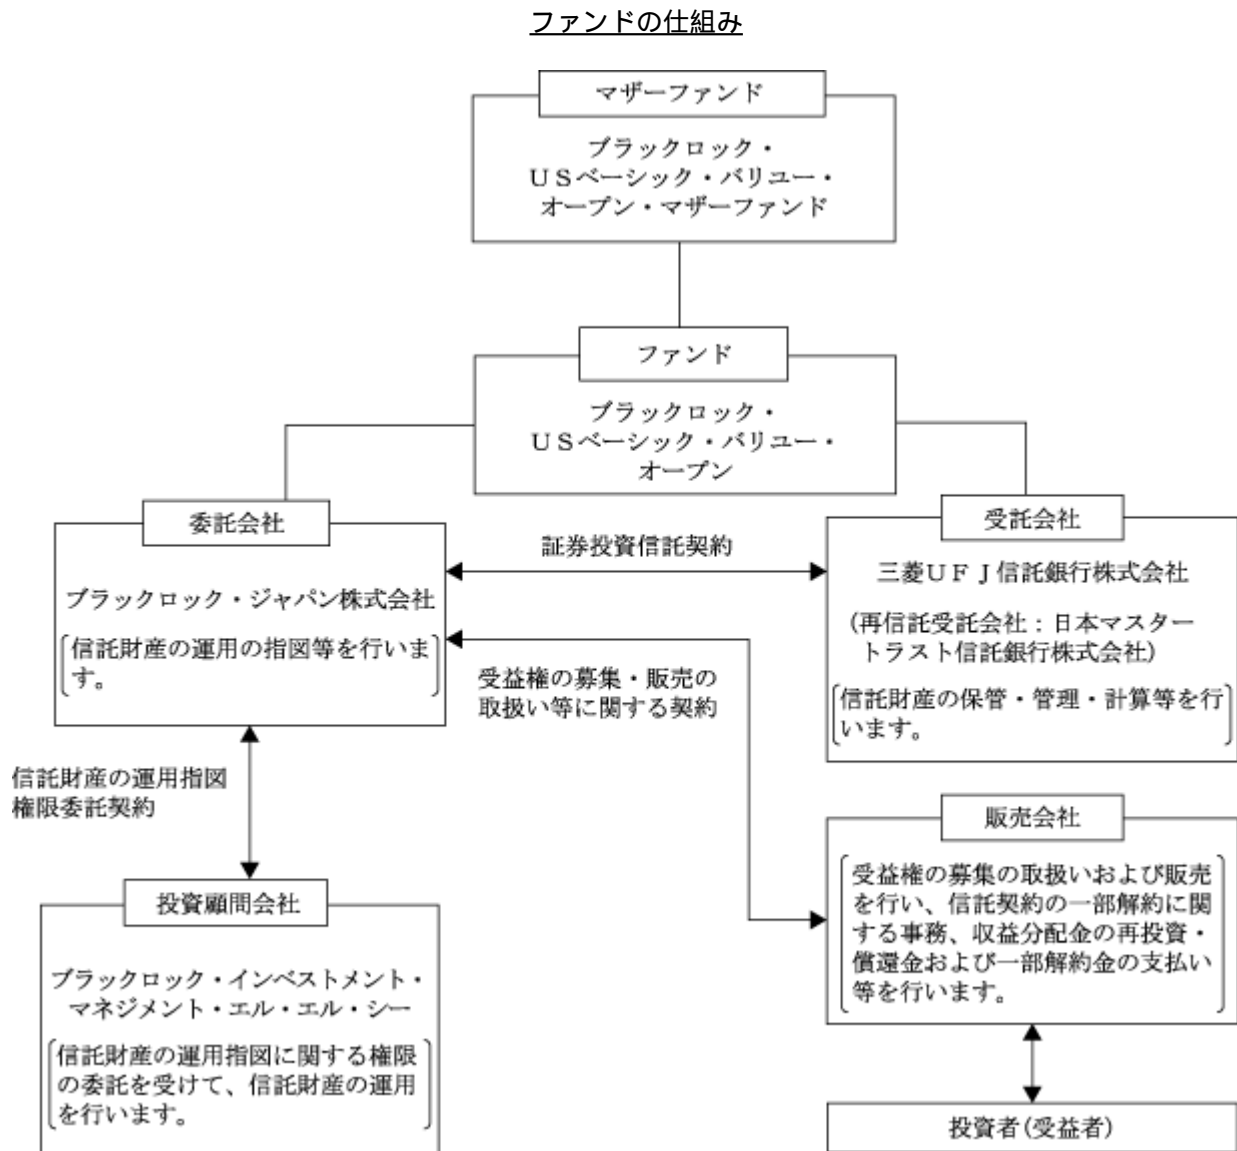 ファンドの仕組み
マザーファンド
ブラックロック・
ＵＳベーシック・バリュー・
オープン・マザーファンド
ファンド
ブラックロック・
ＵＳベーシック・バリュー・
オープン
委託会社
ブラックロック・ジャパン株式会社
信託財産の運用の指図等を行いま
す。
証券投資信託契約
受益権の募集・販売の
取扱い等に関する契約
受託会社
三菱ＵＦＪ信託銀行株式会社
(再信託受託会社：日本マスター
トラスト信託銀行株式会社)
信託財産の保管・管理・計算等を行
います。
信託財産の運用指図
権限委託契約
販売会社
受益権の募集の取扱いおよび販売
を行い、信託契約の一部解約に関
する事務、収益分配金の再投資・
償還金および一部解約金の支払い
等を行います。
投資顧問会社
ブラックロック・インベストメント・
マネジメント・エル・エル・シー
信託財産の運用指図に関する権限
の委託を受けて、信託財産の運用
を行います。
投資者(受益者)